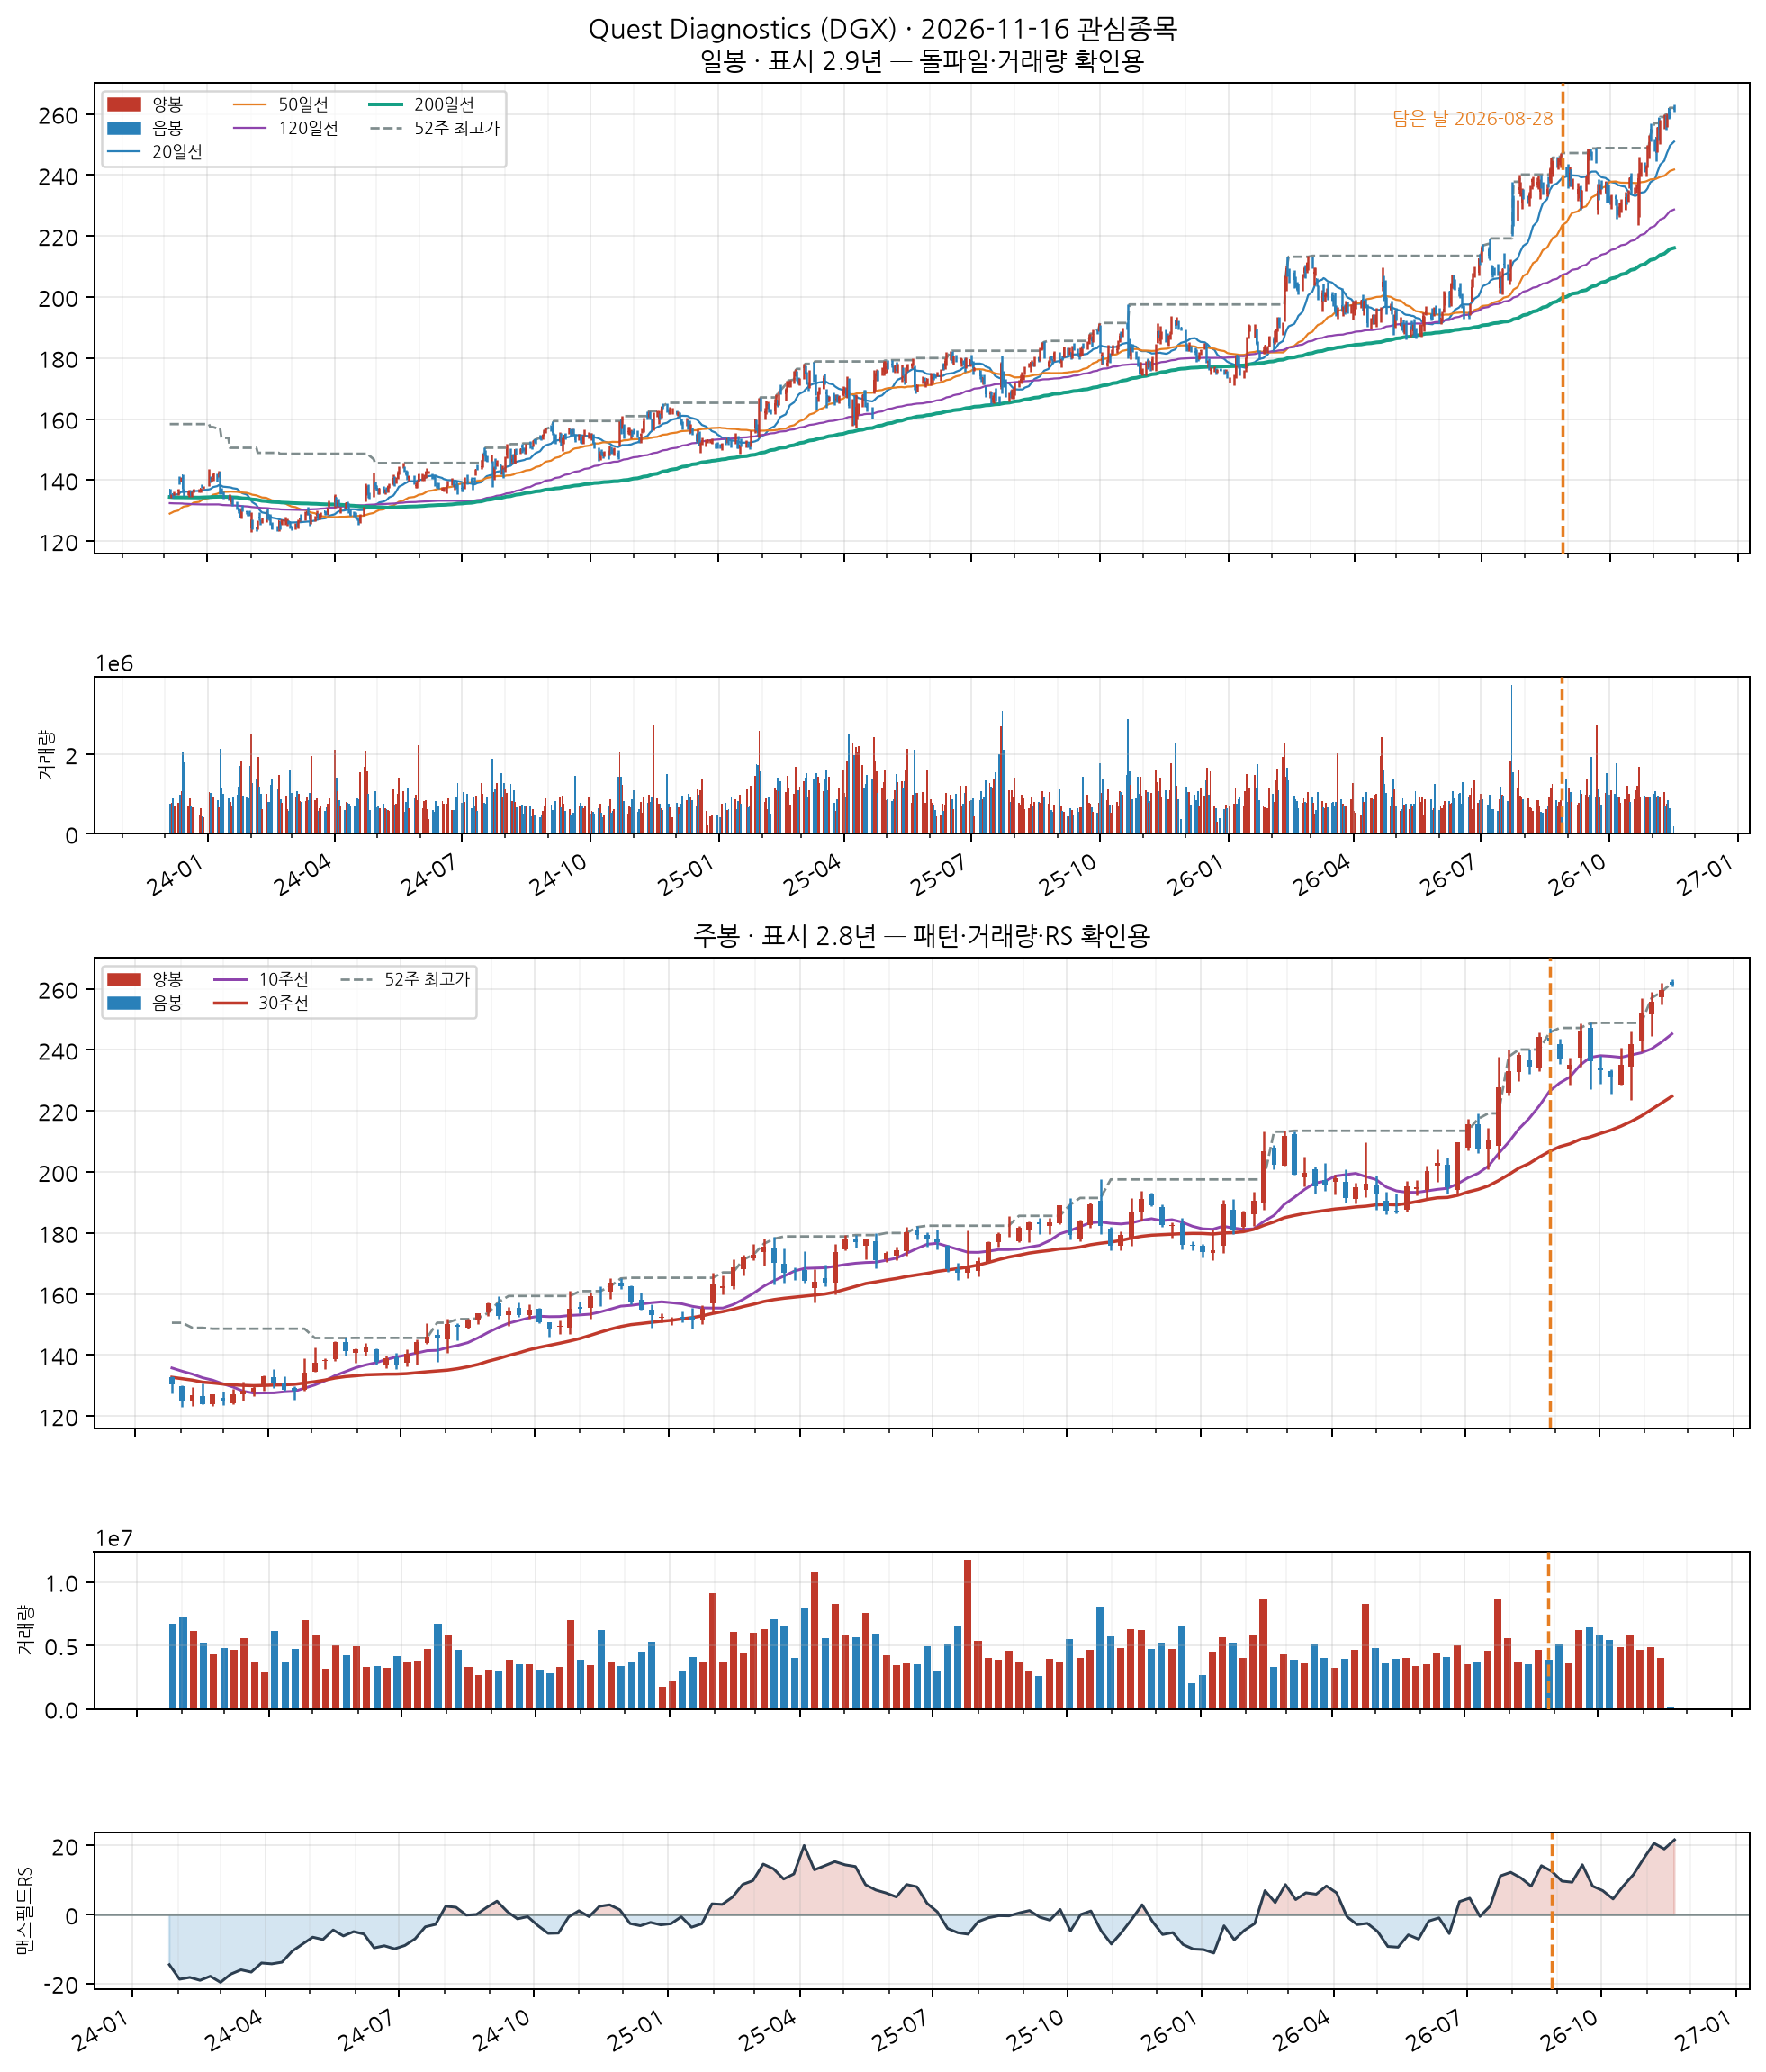 Quest Diagnostics (DGX) · 2026-11-16 관심종목
일봉 · 표시 2.9년 — 돌파일·거래량 확인용
양봉 50일선 200일선
음봉 120일선 52주 최고가
20일선
담은 날 2026-08-28
260
240
220
200
180
160
140
120
1e6
거래량
2
0
24-01 24-04 24-07 24-10 25-01 25-04 25-07 25-10 26-01 26-04 26-07 26-10 27-01
주봉 · 표시 2.8년 — 패턴·거래량·RS 확인용
양봉 10주선 52주 최고가
음봉 30주선
260
240
220
200
180
160
140
120
1e7
거래량
1.0
0.5
0.0
맨스필드RS
20
0
-20
24-01 24-04 24-07 24-10 25-01 25-04 25-07 25-10 26-01 26-04 26-07 26-10 27-01